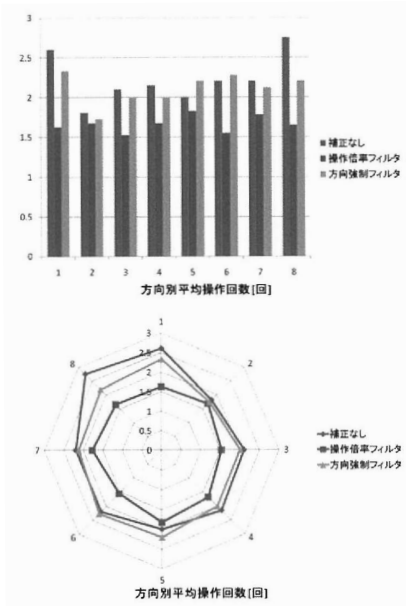 3
2.5
2
1.5
1
0.5
0
1 2 3 4 5 6 7 8
■補正なし
■操作倍率フィルタ
■方向強制フィルタ
方向別平均操作回数[回]
1
2
3
4
5
6
7
8
3
2.5
2
1.5
1
0.5
0
補正なし
操作倍率フィルタ
方向強制フィルタ
方向別平均操作回数[回]